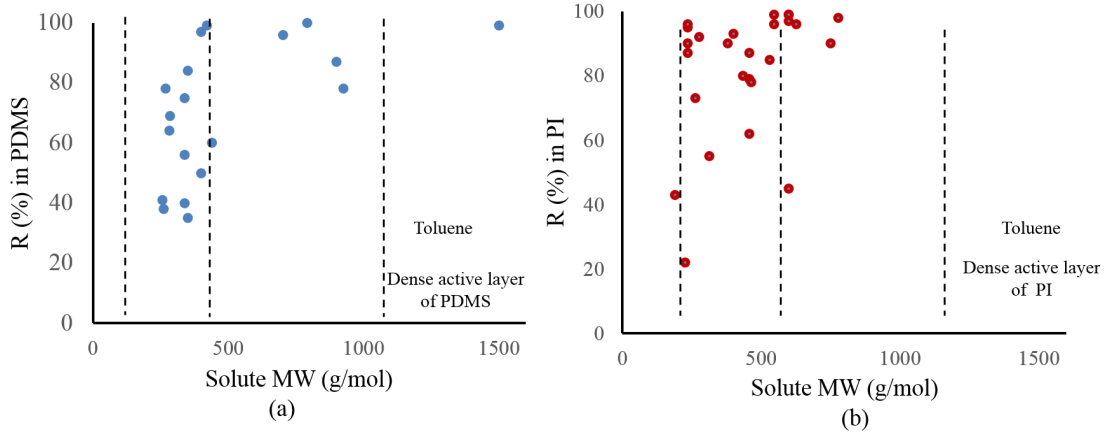 R (%) in PDMS
100
80
60
40
20
0
0
500
1000
1500
Toluene
Dense active layer
of PDMS
Solute MW (g/mol)
(a)
R (%) in PI
100
80
60
40
20
0
0
500
1000
1500
Toluene
Dense active layer
of PI
Solute MW (g/mol)
(b)